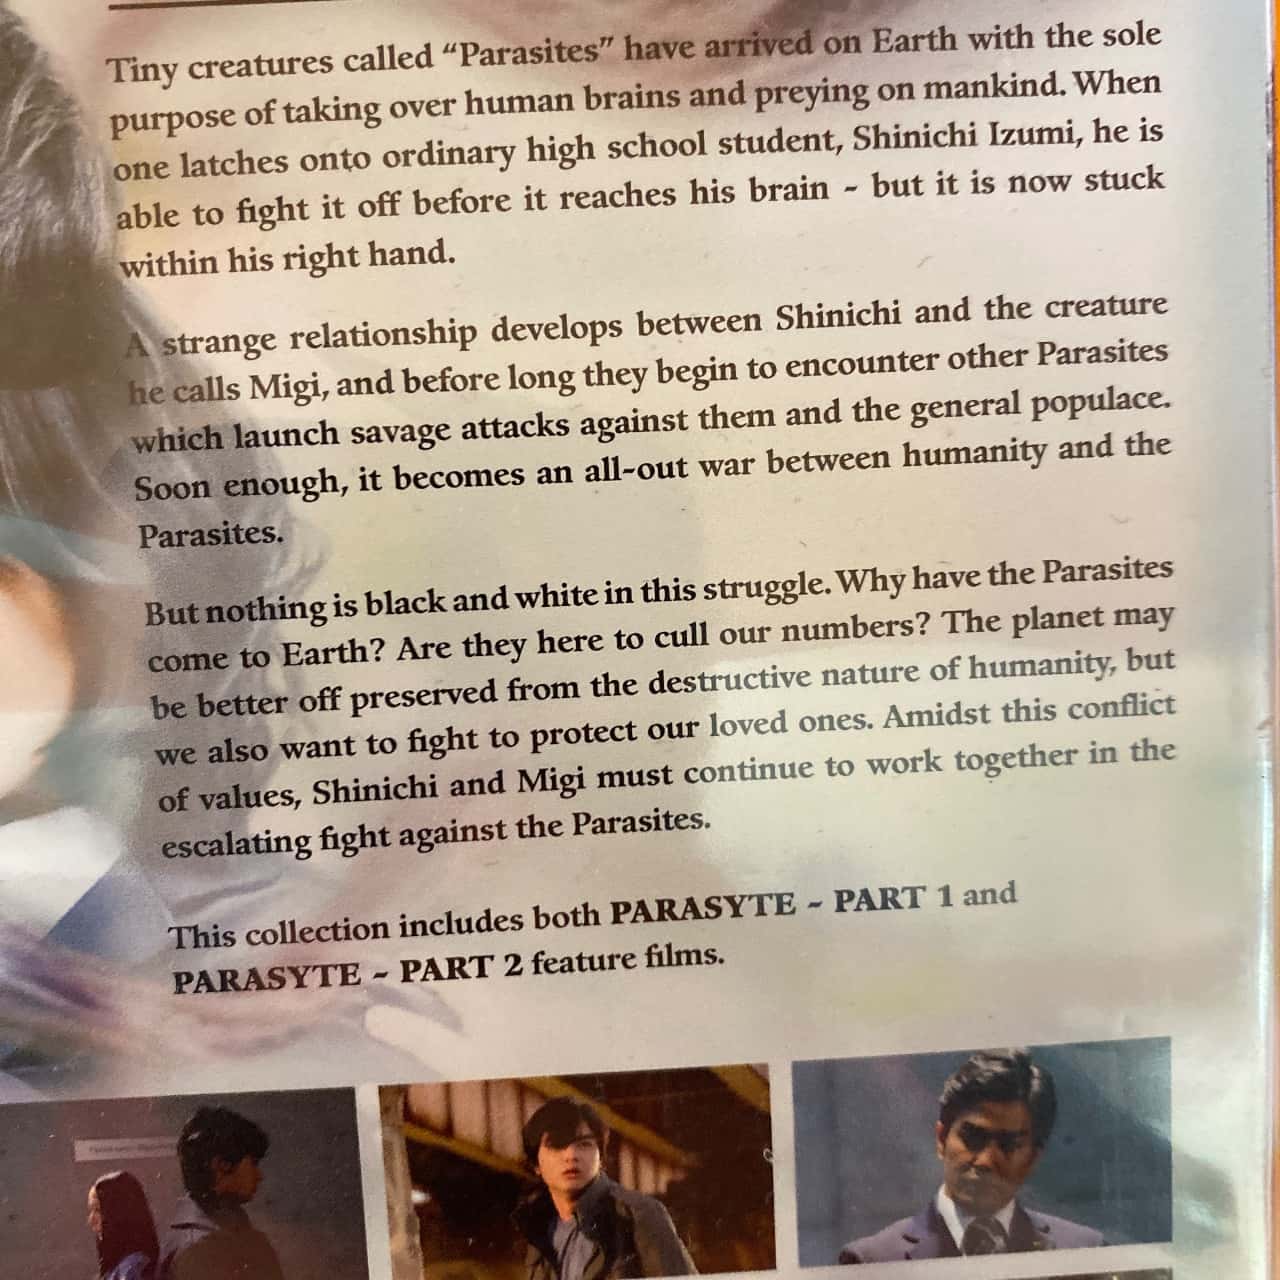 Tiny creatures called “Parasites” have arrived on Earth with the sole
purpose of taking over human brains and preying on mankind. When
one latches onto ordinary high school student, Shinichi Izumi, he is
able to fight it off before it reaches his brain - but it is now stuck
within his right hand.
A strange relationship develops between Shinichi and the creature
he calls Migi, and before long they begin to encounter other Parasites
which launch savage attacks against them and the general populace.
Soon enough, it becomes an all-out war between humanity and the
Parasites.
But nothing is black and white in this struggle. Why have the Parasites
come to Earth? Are they here to cull our numbers? The planet may
be better off preserved from the destructive nature of humanity, but
we also want to fight to protect our loved ones. Amidst this conflict
of values, Shinichi and Migi must continue to work together in the
escalating fight against the Parasites.
This collection includes both PARASYTE - PART 1 and
PARASYTE - PART 2 feature films.